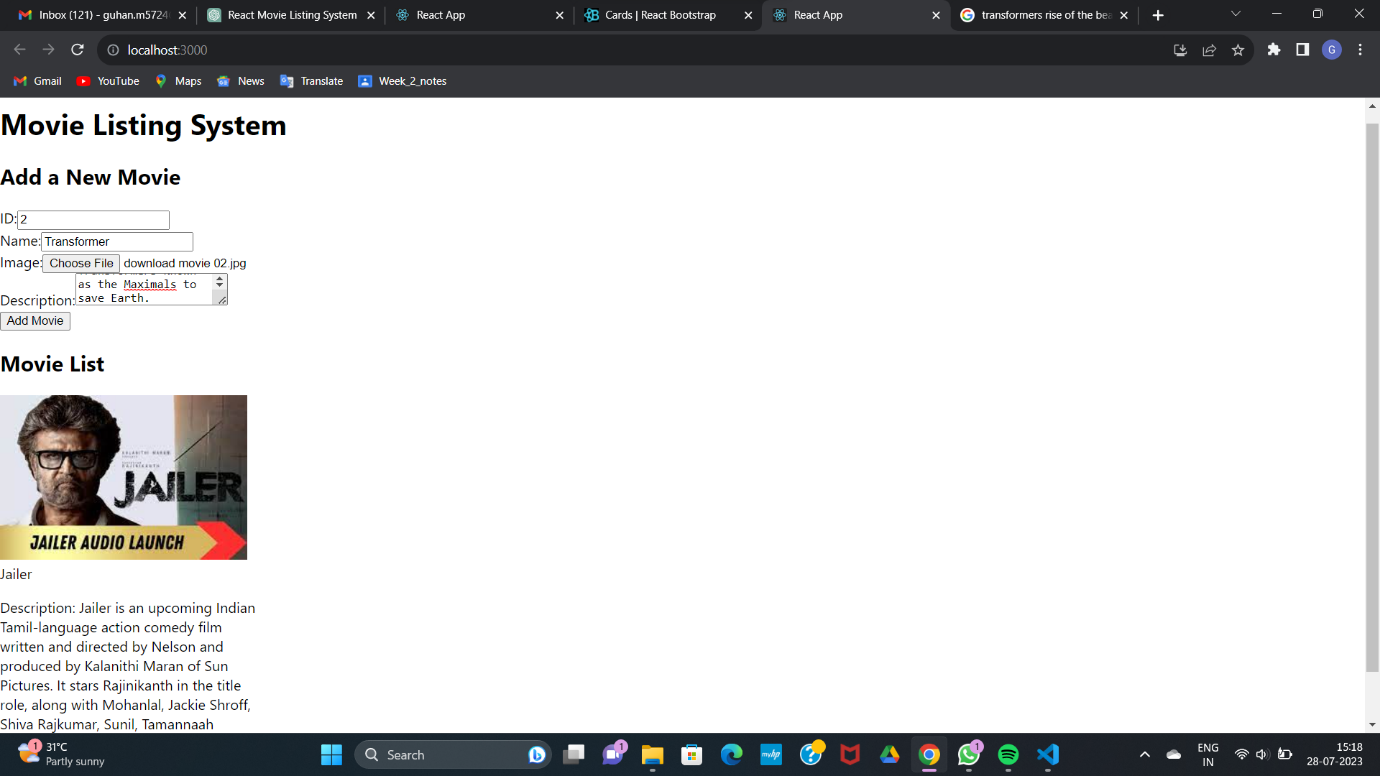 Inbox (121) - guhan.m5724
React Movie Listing System
React App
Cards | React Bootstrap
React App
transformers rise of the bea
localhost:3000
G
Gmail
YouTube
Maps
News
Translate
Week_2_notes
Movie Listing System
Add a New Movie
ID: 2
Name: Transformer
Image: Choose File download movie 02.jpg
as the Maximals to
Description: save Earth.
Add Movie
Movie List
KALANITHI MARAN
RAJINIKANTH
JAILER
JAILER AUDIO LAUNCH
Jailer
Description: Jailer is an upcoming Indian
Tamil-language action comedy film
written and directed by Nelson and
produced by Kalanithi Maran of Sun
Pictures. It stars Rajinikanth in the title
role, along with Mohanlal, Jackie Shroff,
Shiva Rajkumar, Sunil, Tamannaah
1
31°C
Partly sunny
Search
1
myhp
1
ENG
IN
15:18
28-07-2023